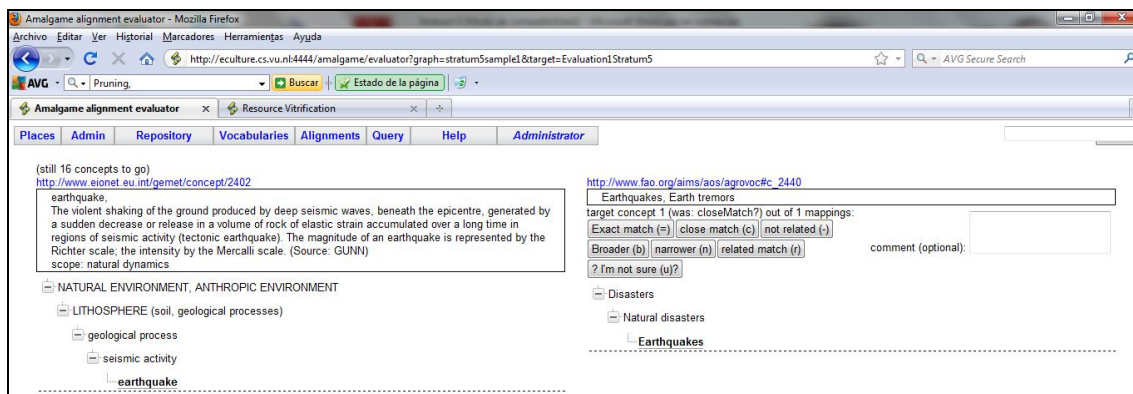 Amalgame alignment evaluator - Mozilla Firefox
Archivo Editar Ver Historial Marcadores Herramientas Ayuda
http://eculture.cs.vu.nl:4444/amalgame/evaluator?graph=stratum5sample1&target=Evaluation1Stratum5
AVG Secure Search
AVG Pruning, Buscar Estado de la página
Amalgame alignment evaluator x Resource Vitrification x
Places Admin Repository Vocabularies Alignments Query Help Administrator
(still 16 concepts to go)
http://www.eionet.eu.int/gemet/concept/2402
earthquake,
The violent shaking of the ground produced by deep seismic waves, beneath the epicentre, generated by
a sudden decrease or release in a volume of rock of elastic strain accumulated over a long time in
regions of seismic activity (tectonic earthquake). The magnitude of an earthquake is represented by the
Richter scale; the intensity by the Mercalli scale. (Source: GUNN)
scope: natural dynamics
NATURAL ENVIRONMENT, ANTHROPIC ENVIRONMENT
LITHOSPHERE (soil, geological processes)
geological process
seismic activity
earthquake
http://www.fao.org/aims/aos/agrovoc#c_2440
Earthquakes, Earth tremors
target concept 1 (was: closeMatch?) out of 1 mappings:
Exact match (=) close match (c) not related (-)
Broader (b) narrower (n) related match (r) comment (optional):
? I'm not sure (u)?
Disasters
Natural disasters
Earthquakes